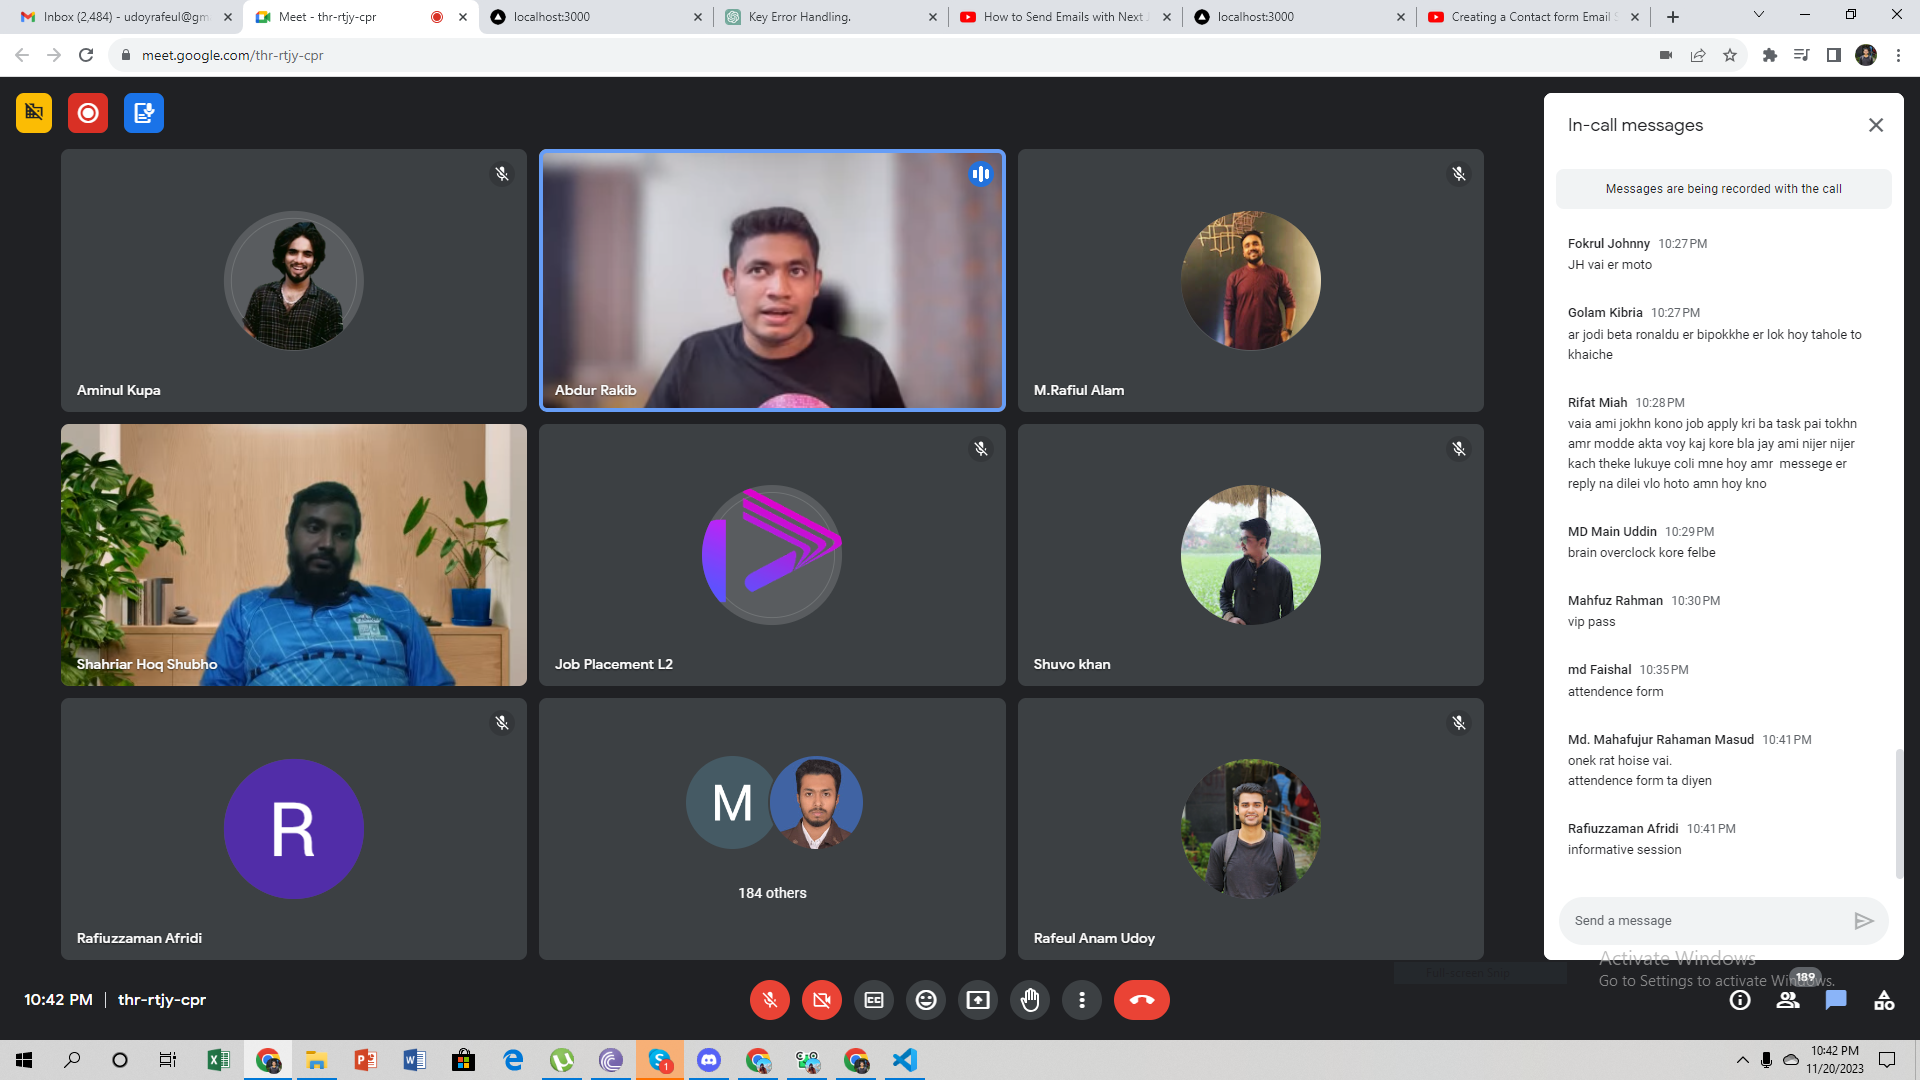 Inbox (2,484) - udoyrafeul@gm
Meet - thr-rtjy-cpr
localhost:3000
Key Error Handling.
How to Send Emails with Next
localhost:3000
Creating a Contact form Email S
meet.google.com/thr-rtjy-cpr
In-call messages
Messages are being recorded with the call
Fokrul Johnny 10:27 PM
JH vai er moto
Golam Kibria 10:27 PM
ar jodi beta ronaldu er bipokkhe er lok hoy tahole to
khaiche
Rifat Miah 10:28 PM
vaia ami jokhn kono job apply kri ba task pai tokhn
amr modde akta voy kaj kore bla jay ami nijer nijer
kach theke lukuye coli mne hoy amr  messege er
reply na dilei vlo hoto amn hoy kno
MD Main Uddin 10:29 PM
brain overclock kore felbe
Mahfuz Rahman 10:30 PM
vip pass
md Faishal 10:35 PM
attendence form
Md. Mahafujur Rahaman Masud 10:41 PM
onek rat hoise vai.
attendence form ta diyen
Rafiuzzaman Afridi 10:41 PM
informative session
Send a message
Aminul Kupa
Abdur Rakib
M.Rafiul Alam
Shahriar Hoq Shubho
Job Placement L2
Shuvo khan
R
Rafiuzzaman Afridi
M
184 others
Rafeul Anam Udoy
Activate Windows
Go to Settings to activate Windows.
189
10:42 PM | thr-rtjy-cpr
10:42 PM
11/20/2023